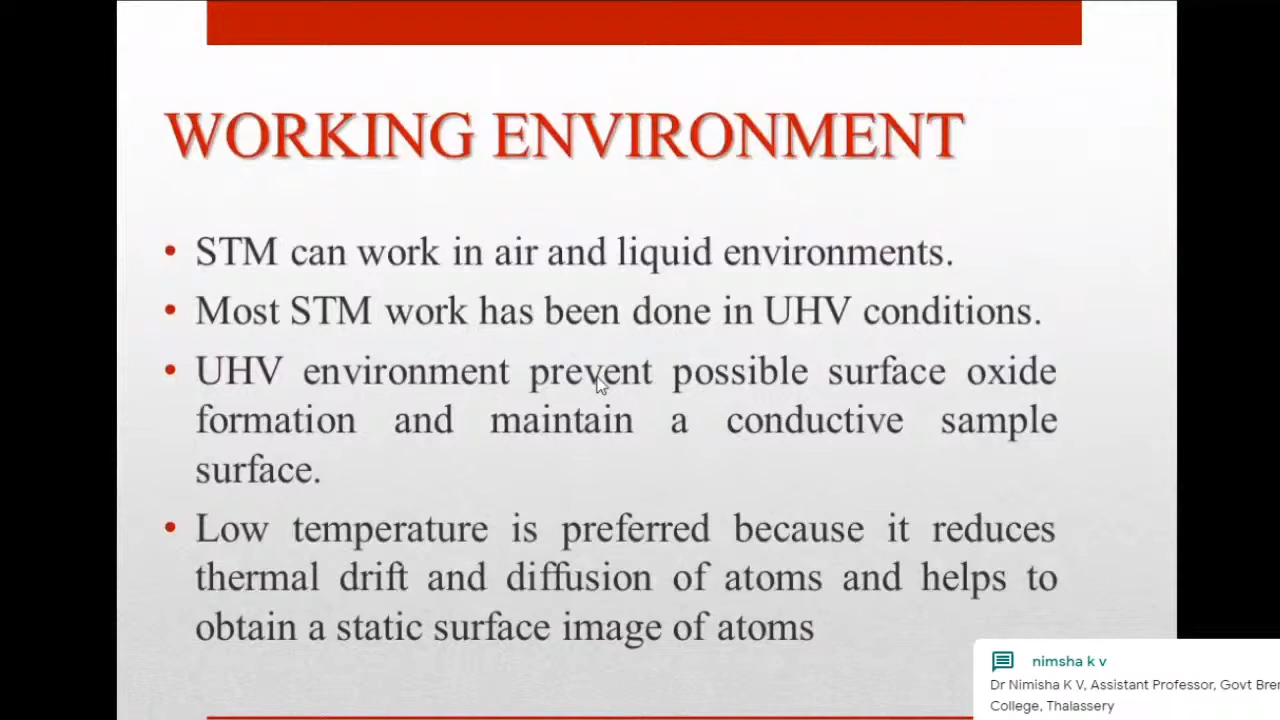 WORKING ENVIRONMENT
• STM can work in air and liquid environments.
• Most STM work has been done in UHV conditions.
• UHV environment prevent possible surface oxide
formation and maintain a conductive sample
surface.
• Low temperature is preferred because it reduces
thermal drift and diffusion of atoms and helps to
obtain a static surface image of atoms
nimsha k v
Dr Nimisha K V, Assistant Professor, Govt
College, Thalassery